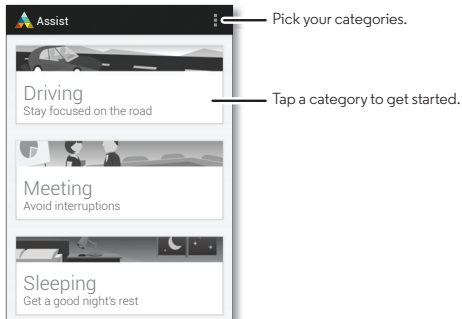 Assist
Pick your categories.
Driving
Stay focused on the road
Tap a category to get started.
Meeting
Avoid interruptions
Sleeping
Get a good night's rest